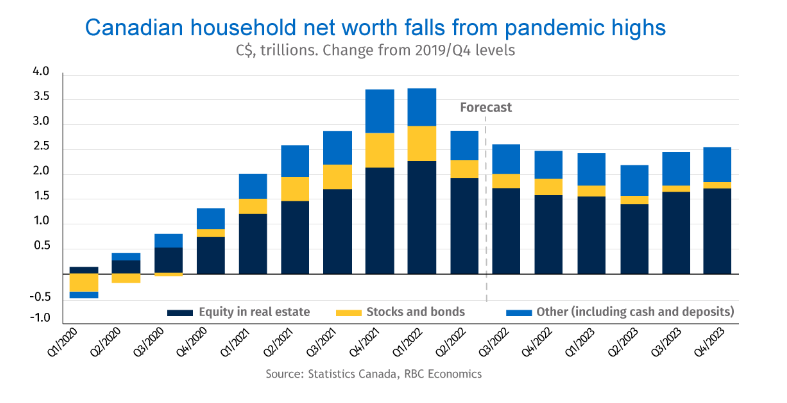 Canadian household net worth falls from pandemic highs
C$, trillions. Change from 2019/Q4 levels
4.0
3.5
Forecast
3.0
2.5
2.0
1.5
1.0
0.5
-0.5
-1.0
Equity in real estate Stocks and bonds Other (including cash and deposits)
Q1/2020 Q2/2020 Q3/2020 Q4/2020 Q1/2021 Q2/2021 Q3/2021 Q4/2021 Q1/2022 Q2/2022 Q3/2022 Q4/2022 Q1/2023 Q2/2023 Q3/2023 Q4/2023
Source: Statistics Canada, RBC Economics